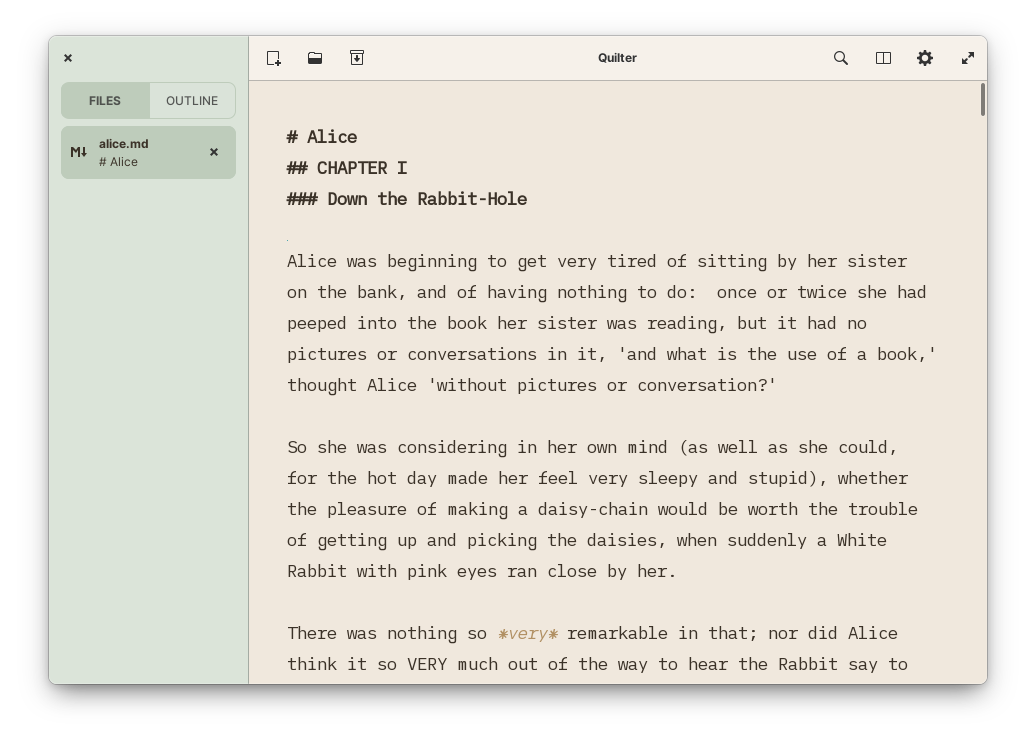 Quilter
FILES
OUTLINE
M↓
alice.md
# Alice
# Alice
## CHAPTER I
### Down the Rabbit-Hole
Alice was beginning to get very tired of sitting by her sister
on the bank, and of having nothing to do:  once or twice she had
peeped into the book her sister was reading, but it had no
pictures or conversations in it, 'and what is the use of a book,'
thought Alice 'without pictures or conversation?'
So she was considering in her own mind (as well as she could,
for the hot day made her feel very sleepy and stupid), whether
the pleasure of making a daisy-chain would be worth the trouble
of getting up and picking the daisies, when suddenly a White
Rabbit with pink eyes ran close by her.
There was nothing so *very* remarkable in that; nor did Alice
think it so VERY much out of the way to hear the Rabbit say to